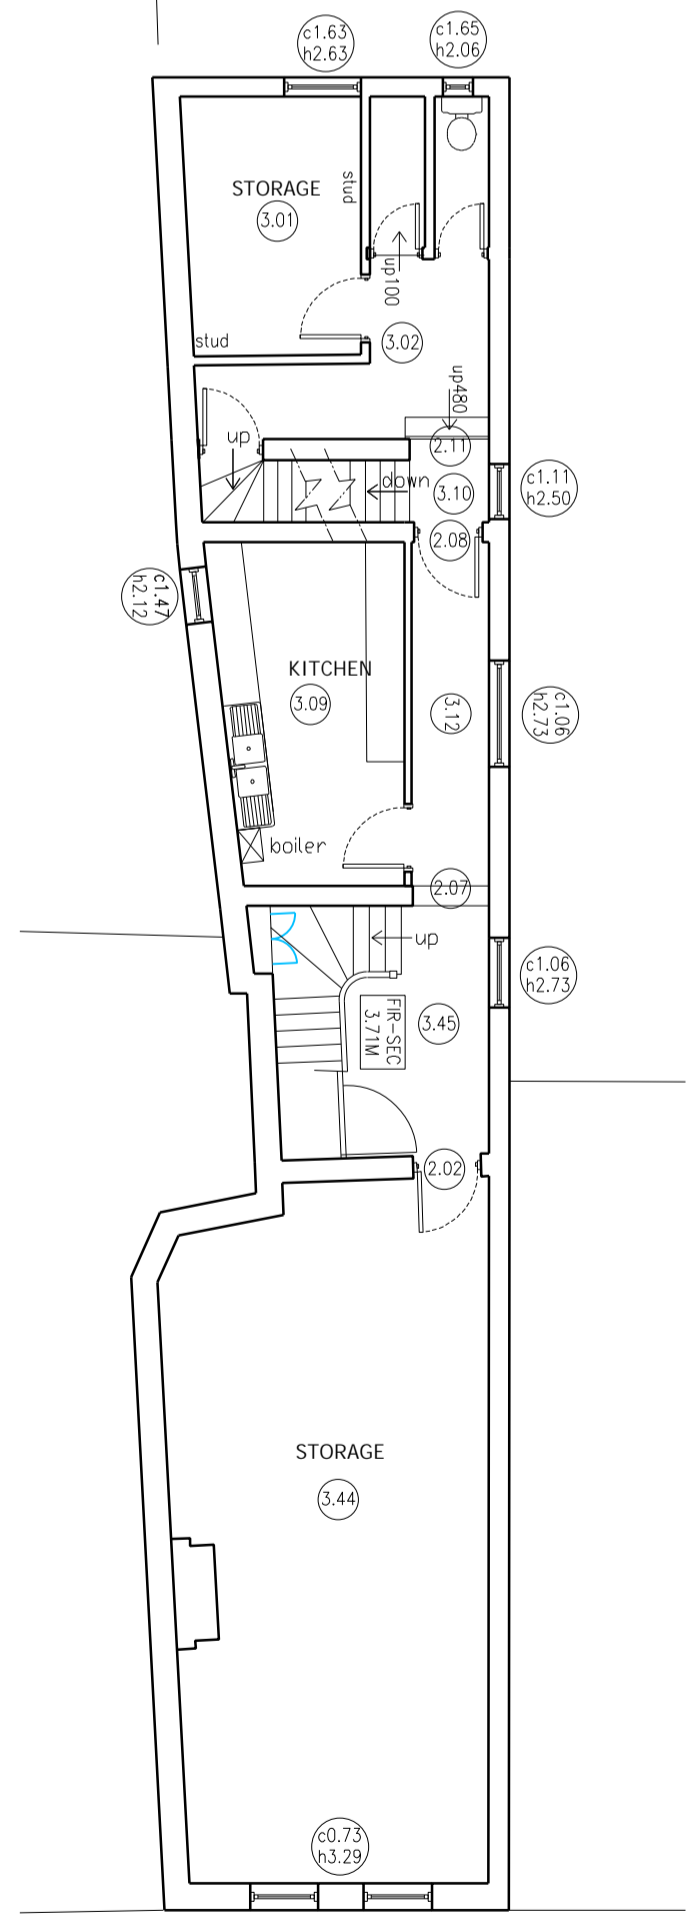 c1.63
h2.63
c1.65
h2.06
STORAGE
3.01
stud
up100
stud
3.02
up480
up
2.11
down
3.10
c1.11
h2.50
2.08
c1.47
h2.12
KITCHEN
3.09
3.12
c1.06
h2.73
boiler
2.07
up
c1.06
h2.73
FIR-SEC
3.71M
3.45
2.02
STORAGE
3.44
c0.73
h3.29